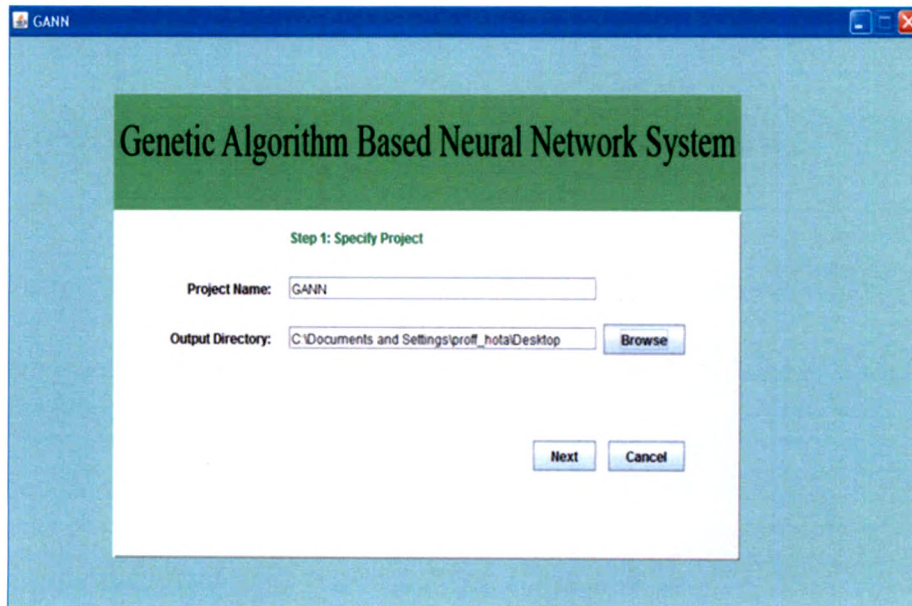 GANN
Genetic Algorithm Based Neural Network System
Step 1: Specify Project
Project Name: GANN
Output Directory: C:\Documents and Settings\proff_hota\Desktop Browse
Next Cancel